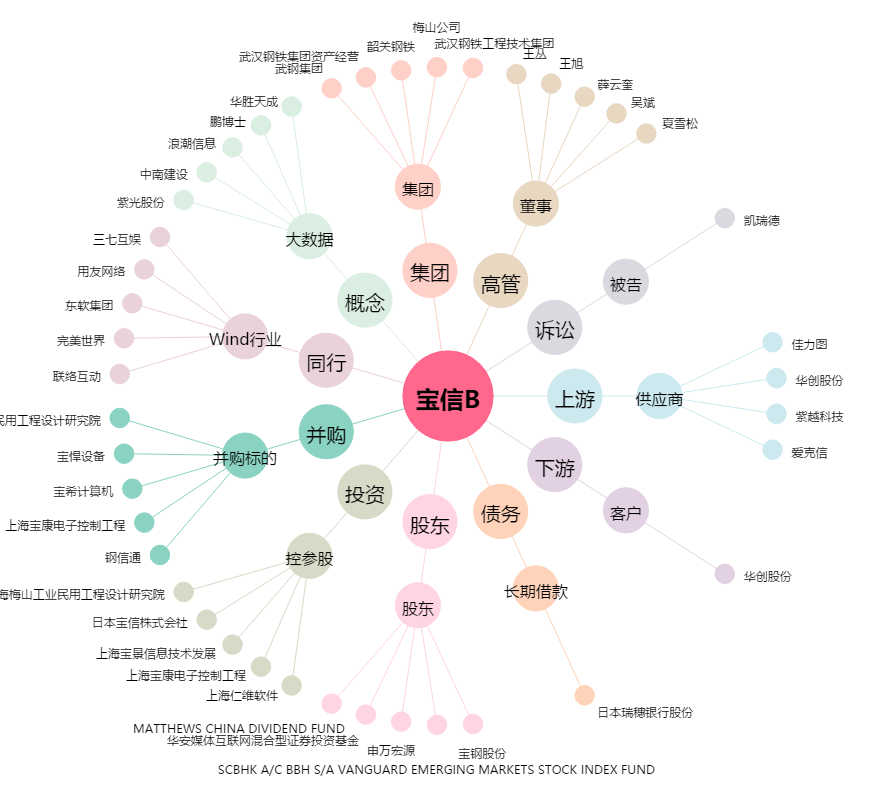 梅山公司
武汉钢铁工程技术集团
韶关钢铁
武汉钢铁集团资产经营
武钢集团
王丛
王旭
薛云奎
吴斌
夏雪松
华胜天成
鹏博士
浪潮信息
中南建设
紫光股份
集团
董事
凯瑞德
三七互娱
大数据
用友网络
集团
高管
被告
东软集团
概念
诉讼
完美世界
Wind行业
同行
佳力图
联络互动
华创股份
宝信B
上游
供应商
紫越科技
民用工程设计研究院
并购
爱克信
宝悍设备
并购标的
下游
宝希计算机
投资
上海宝康电子控制工程
股东
债务
客户
钢信通
控参股
华创股份
海梅山工业民用工程设计研究院
长期借款
日本宝信株式会社
股东
上海宝景信息技术发展
上海宝康电子控制工程
上海仁维软件
日本瑞穗银行股份
MATTHEWS CHINA DIVIDEND FUND
华安媒体互联网混合型证券投资基金
申万宏源
宝钢股份
SCBHK A/C BBH S/A VANGUARD EMERGING MARKETS STOCK INDEX FUND